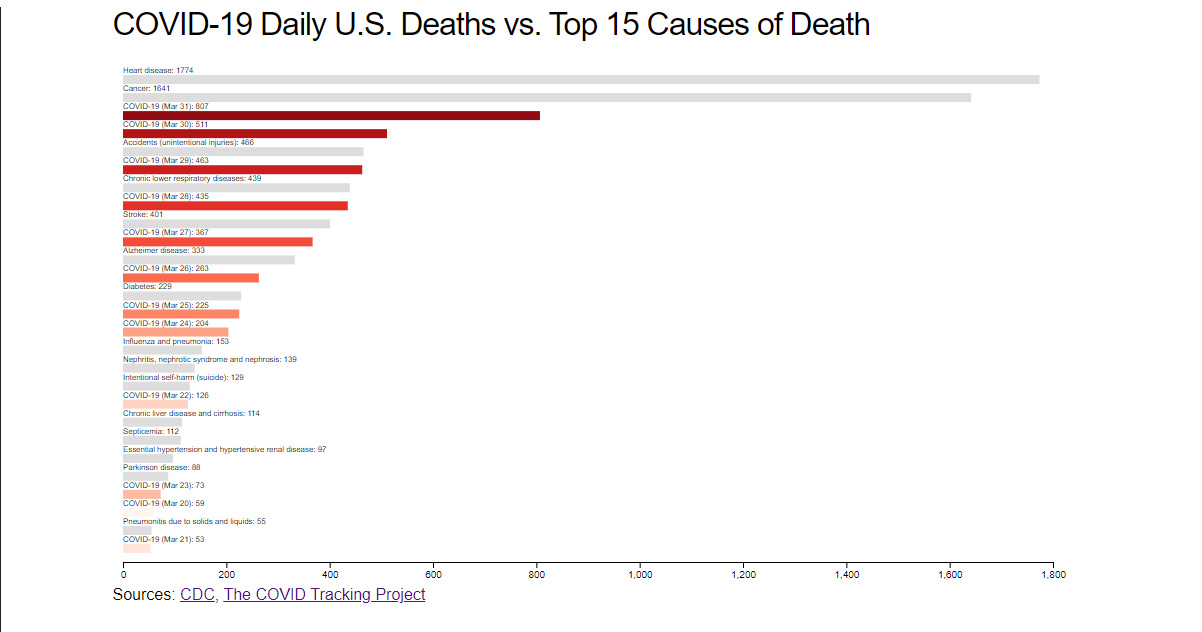 COVID-19 Daily U.S. Deaths vs. Top 15 Causes of Death
Heart disease: 1774
Cancer: 1641
COVID-19 (Mar 31): 807
COVID-19 (Mar 30): 511
Accidents (unintentional injuries): 466
COVID-19 (Mar 29): 463
Chronic lower respiratory diseases: 439
COVID-19 (Mar 28): 435
Stroke: 401
COVID-19 (Mar 27): 367
Alzheimer disease: 333
COVID-19 (Mar 26): 263
Diabetes: 229
COVID-19 (Mar 25): 225
COVID-19 (Mar 24): 204
Influenza and pneumonia: 153
Nephritis, nephrotic syndrome and nephrosis: 139
Intentional self-harm (suicide): 129
COVID-19 (Mar 22): 126
Chronic liver disease and cirrhosis: 114
Septicemia: 112
Essential hypertension and hypertensive renal disease: 97
Parkinson disease: 88
COVID-19 (Mar 23): 73
COVID-19 (Mar 20): 59
Pneumonitis due to solids and liquids: 55
COVID-19 (Mar 21): 53
0 200 400 600 800 1,000 1,200 1,400 1,600 1,800
Sources: CDC, The COVID Tracking Project